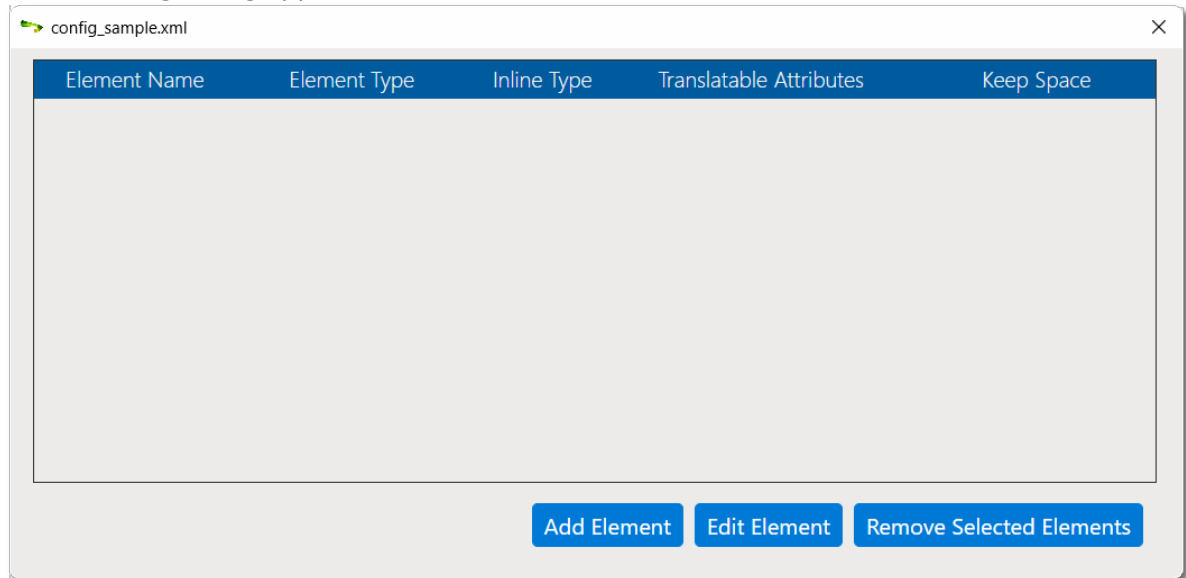 config_sample.xml
Element Name Element Type Inline Type Translatable Attributes Keep Space
Add Element Edit Element Remove Selected Elements